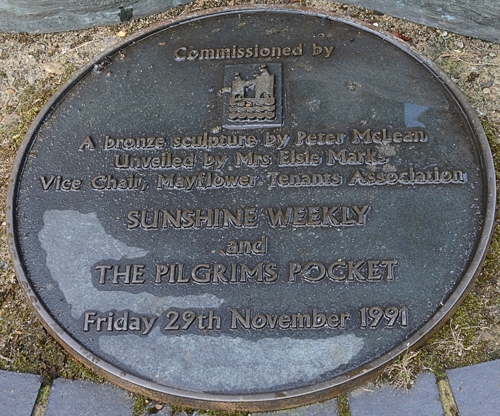 Commissioned by
A bronze sculpture by Peter McLean
Unveiled by Mrs Elsie Marks
Vice Chair, Mayflower Tenants Association
SUNSHINE WEEKLY
and
THE PILGRIMS POCKET
Friday 29th November 1991